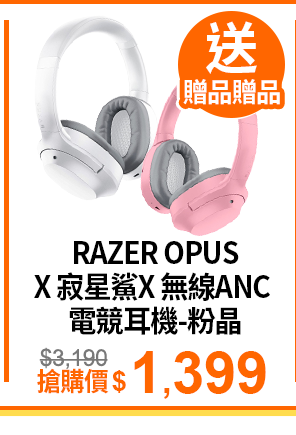 送
贈品贈品
RAZER OPUS
X 寂星鯊X 無線ANC
電競耳機-粉晶
$3,190
搶購價$1,399